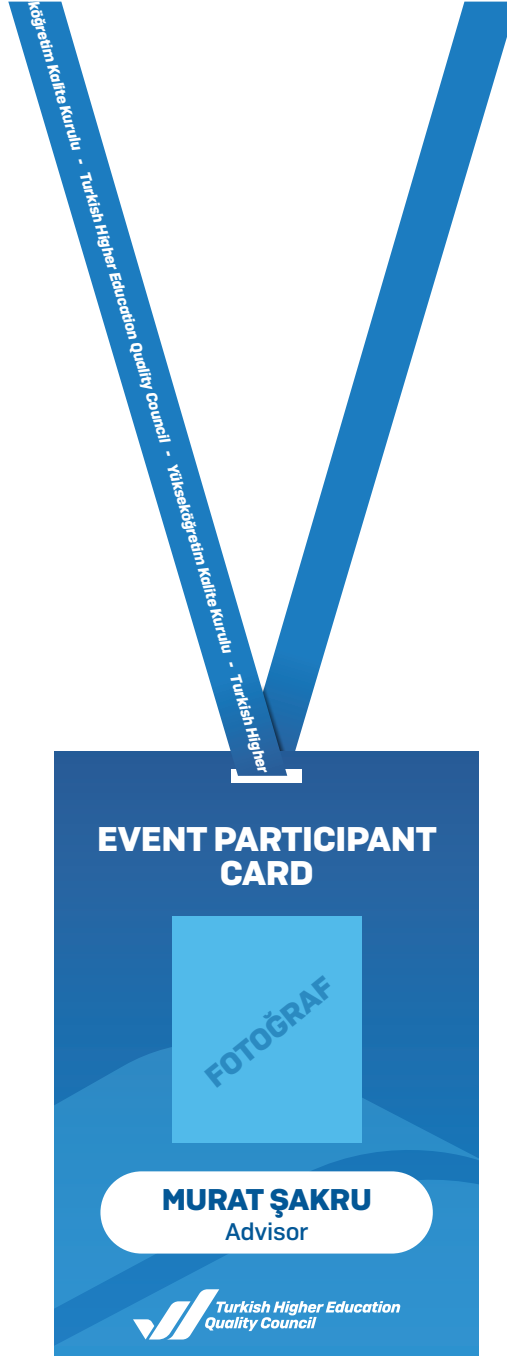 köğretim Kalite Kurulu - Turkish Higher Education Quality Council - Yükseköğretim Kalite Kurulu - Turkish Higher
EVENT PARTICIPANT
CARD
FOTOĞRAF
MURAT ŞAKRU
Advisor
Turkish Higher Education
Quality Council